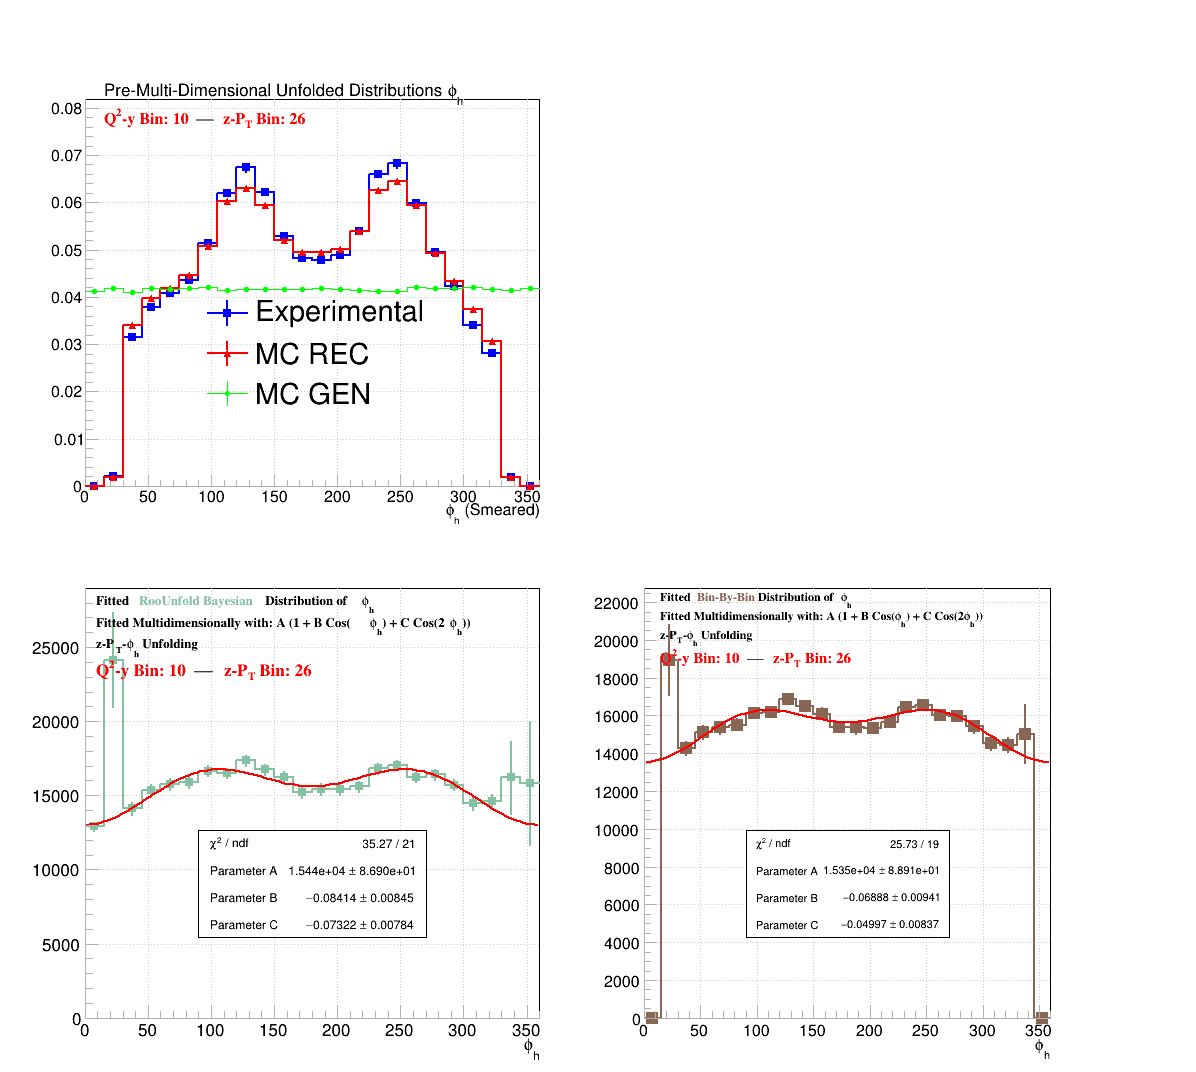 Pre-Multi-Dimensional Unfolded Distributions ϕh
Q2-y Bin: 10 — z-PT Bin: 26
0.08
0.07
0.06
0.05
0.04
0.03
0.02
0.01
0
Experimental
MC REC
MC GEN
0 50 100 150 200 250 300 350
ϕh (Smeared)
Fitted RooUnfold Bayesian Distribution of ϕh
Fitted Multidimensionally with: A (1 + B Cos( ϕh) + C Cos(2 ϕh))
z-PT-ϕh Unfolding
Q2-y Bin: 10 — z-PT Bin: 26
25000
20000
15000
10000
5000
0
χ2 / ndf 35.27 / 21
Parameter A 1.544e+04 ± 8.690e+01
Parameter B −0.08414 ± 0.00845
Parameter C −0.07322 ± 0.00784
0 50 100 150 200 250 300 350
ϕh
Fitted Bin-By-Bin Distribution of ϕh
Fitted Multidimensionally with: A (1 + B Cos(ϕh) + C Cos(2ϕh))
z-PT-ϕh Unfolding
Q2-y Bin: 10 — z-PT Bin: 26
22000
20000
18000
16000
14000
12000
10000
8000
6000
4000
2000
0
χ2 / ndf 25.73 / 19
Parameter A 1.535e+04 ± 8.891e+01
Parameter B −0.06888 ± 0.00941
Parameter C −0.04997 ± 0.00837
0 50 100 150 200 250 300 350
ϕh